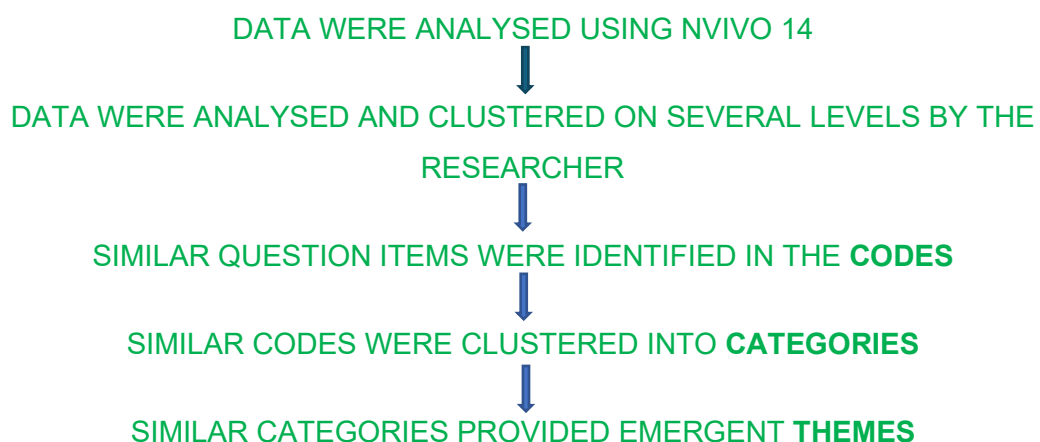 DATA WERE ANALYSED USING NVIVO 14
DATA WERE ANALYSED AND CLUSTERED ON SEVERAL LEVELS BY THE
RESEARCHER
SIMILAR QUESTION ITEMS WERE IDENTIFIED IN THE CODES
SIMILAR CODES WERE CLUSTERED INTO CATEGORIES
SIMILAR CATEGORIES PROVIDED EMERGENT THEMES